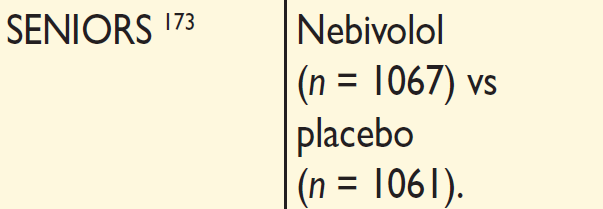 SENIORS 173
Nebivolol
(n = 1067) vs
placebo
(n = 1061).